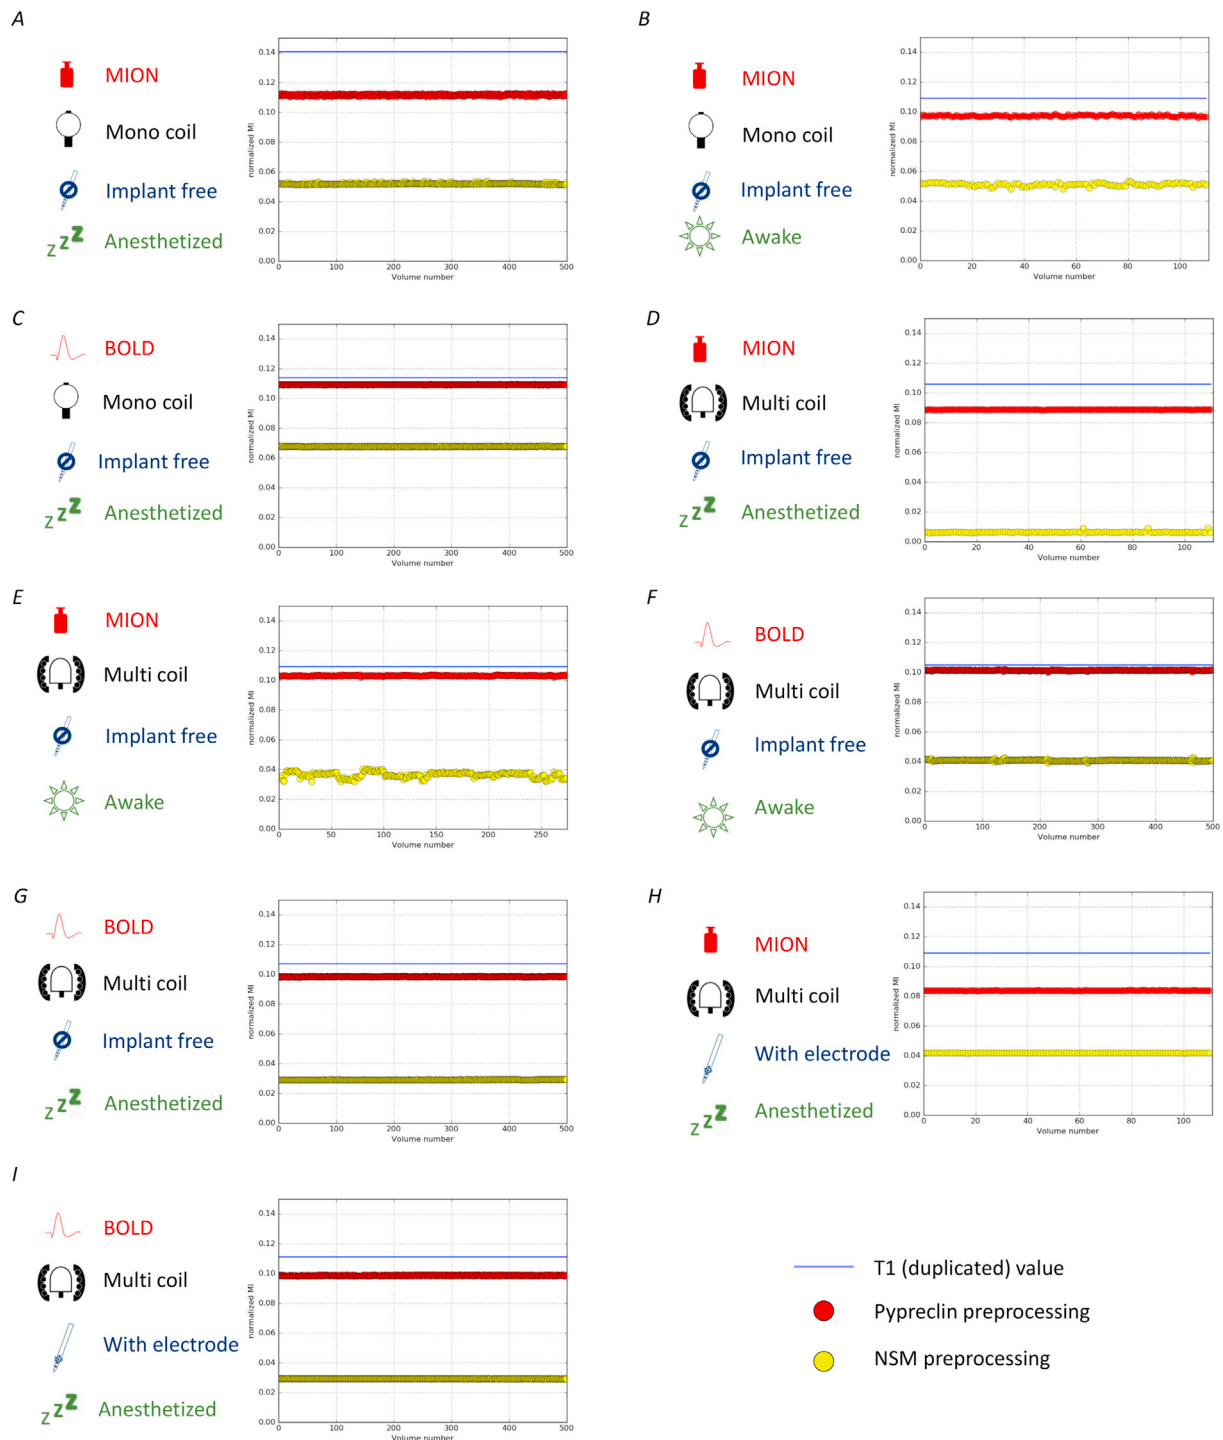 A
MION
Mono coil
Implant free
zzz Anesthetized
0.14
0.12
0.10
0.08
0.06
0.04
0.02
0.00
normalized MI
0 100 200 300 400 500
Volume number
B
MION
Mono coil
Implant free
Awake
0.14
0.12
0.10
0.08
0.06
0.04
0.02
0.00
normalized MI
0 20 40 60 80 100
Volume number
C
BOLD
Mono coil
Implant free
zzz Anesthetized
0.14
0.12
0.10
0.08
0.06
0.04
0.02
0.00
normalized MI
0 100 200 300 400 500
Volume number
D
MION
Multi coil
Implant free
zzz Anesthetized
0.14
0.12
0.10
0.08
0.06
0.04
0.02
0.00
normalized MI
0 20 40 60 80 100
Volume number
E
MION
Multi coil
Implant free
Awake
0.14
0.12
0.10
0.08
0.06
0.04
0.02
0.00
normalized MI
0 50 100 150 200 250
Volume number
F
BOLD
Multi coil
Implant free
Awake
0.14
0.12
0.10
0.08
0.06
0.04
0.02
0.00
normalized MI
0 100 200 300 400 500
Volume number
G
BOLD
Multi coil
Implant free
zzz Anesthetized
0.14
0.12
0.10
0.08
0.06
0.04
0.02
0.00
normalized MI
0 100 200 300 400 500
Volume number
H
MION
Multi coil
With electrode
zzz Anesthetized
0.14
0.12
0.10
0.08
0.06
0.04
0.02
0.00
normalized MI
0 20 40 60 80 100
Volume number
I
BOLD
Multi coil
With electrode
zzz Anesthetized
0.14
0.12
0.10
0.08
0.06
0.04
0.02
0.00
normalized MI
0 100 200 300 400 500
Volume number
T1 (duplicated) value
Pypreclin preprocessing
NSM preprocessing